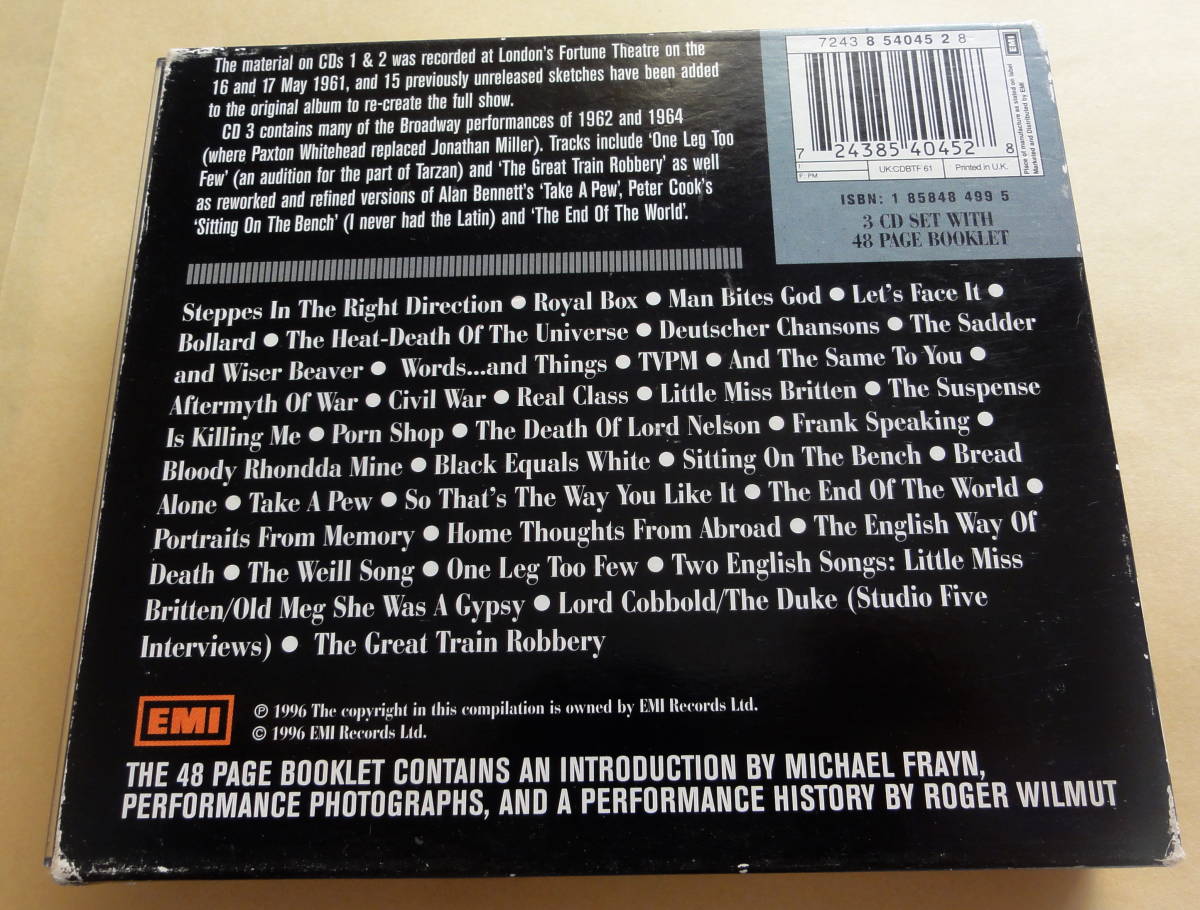 The material on CDs 1 & 2 was recorded at London's Fortune Theatre on the
16 and 17 May 1961, and 15 previously unreleased sketches have been added
to the original album to re-create the full show.
CD 3 contains many of the Broadway performances of 1962 and 1964
(where Paxton Whitehead replaced Jonathan Miller). Tracks include 'One Leg Too
Few' (an audition for the part of Tarzan) and 'The Great Train Robbery' as well
as reworked and refined versions of Alan Bennett's 'Take A Pew', Peter Cook's
'Sitting On The Bench' (I never had the Latin) and 'The End Of The World'.
7243 8 54045 2 8
EMI
Place of manufacture as stated on label
Marketed and Distributed by EMI
7 24385 40452 8
F: PM
UK:CDBTF 61
Printed in U.K.
ISBN: 1 85848 499 5
3 CD SET WITH
48 PAGE BOOKLET
Steppes In The Right Direction ● Royal Box ● Man Bites God ● Let's Face It ●
Bollard ● The Heat-Death Of The Universe ● Deutscher Chansons ● The Sadder
and Wiser Beaver ● Words...and Things ● TVPM ● And The Same To You ●
Aftermyth Of War ● Civil War ● Real Class ● Little Miss Britten ● The Suspense
Is Killing Me ● Porn Shop ● The Death Of Lord Nelson ● Frank Speaking ●
Bloody Rhondda Mine ● Black Equals White ● Sitting On The Bench ● Bread
Alone ● Take A Pew ● So That's The Way You Like It ● The End Of The World ●
Portraits From Memory ● Home Thoughts From Abroad ● The English Way Of
Death ● The Weill Song ● One Leg Too Few ● Two English Songs: Little Miss
Britten/Old Meg She Was A Gypsy ● Lord Cobbold/The Duke (Studio Five
Interviews) ● The Great Train Robbery
EMI
℗ 1996 The copyright in this compilation is owned by EMI Records Ltd.
© 1996 EMI Records Ltd.
THE 48 PAGE BOOKLET CONTAINS AN INTRODUCTION BY MICHAEL FRAYN,
PERFORMANCE PHOTOGRAPHS, AND A PERFORMANCE HISTORY BY ROGER WILMUT